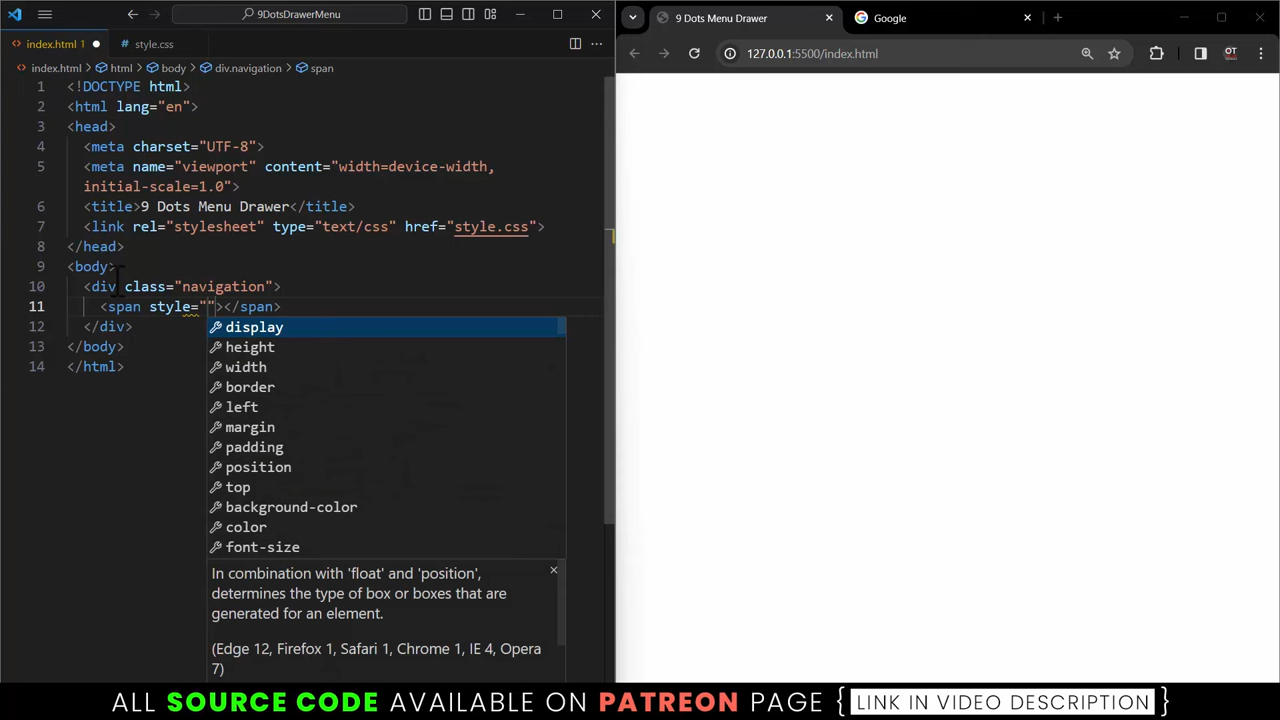 9DotsDrawerMenu
index.html 1
style.css
index.html > html > body > div.navigation > span
1 <!DOCTYPE html>
2 <html lang="en">
3 <head>
4 <meta charset="UTF-8">
5 <meta name="viewport" content="width=device-width,
initial-scale=1.0">
6 <title>9 Dots Menu Drawer</title>
7 <link rel="stylesheet" type="text/css" href="style.css">
8 </head>
9 <body>
10 <div class="navigation">
11 <span style=""></span>
12 </div>
13 </body>
14 </html>
display
height
width
border
left
margin
padding
position
top
background-color
color
font-size
In combination with 'float' and 'position',
determines the type of box or boxes that are
generated for an element.
(Edge 12, Firefox 1, Safari 1, Chrome 1, IE 4, Opera
7)
9 Dots Menu Drawer
Google
127.0.0.1:5500/index.html
OT
ALL SOURCE CODE AVAILABLE ON PATREON PAGE { LINK IN VIDEO DESCRIPTION }